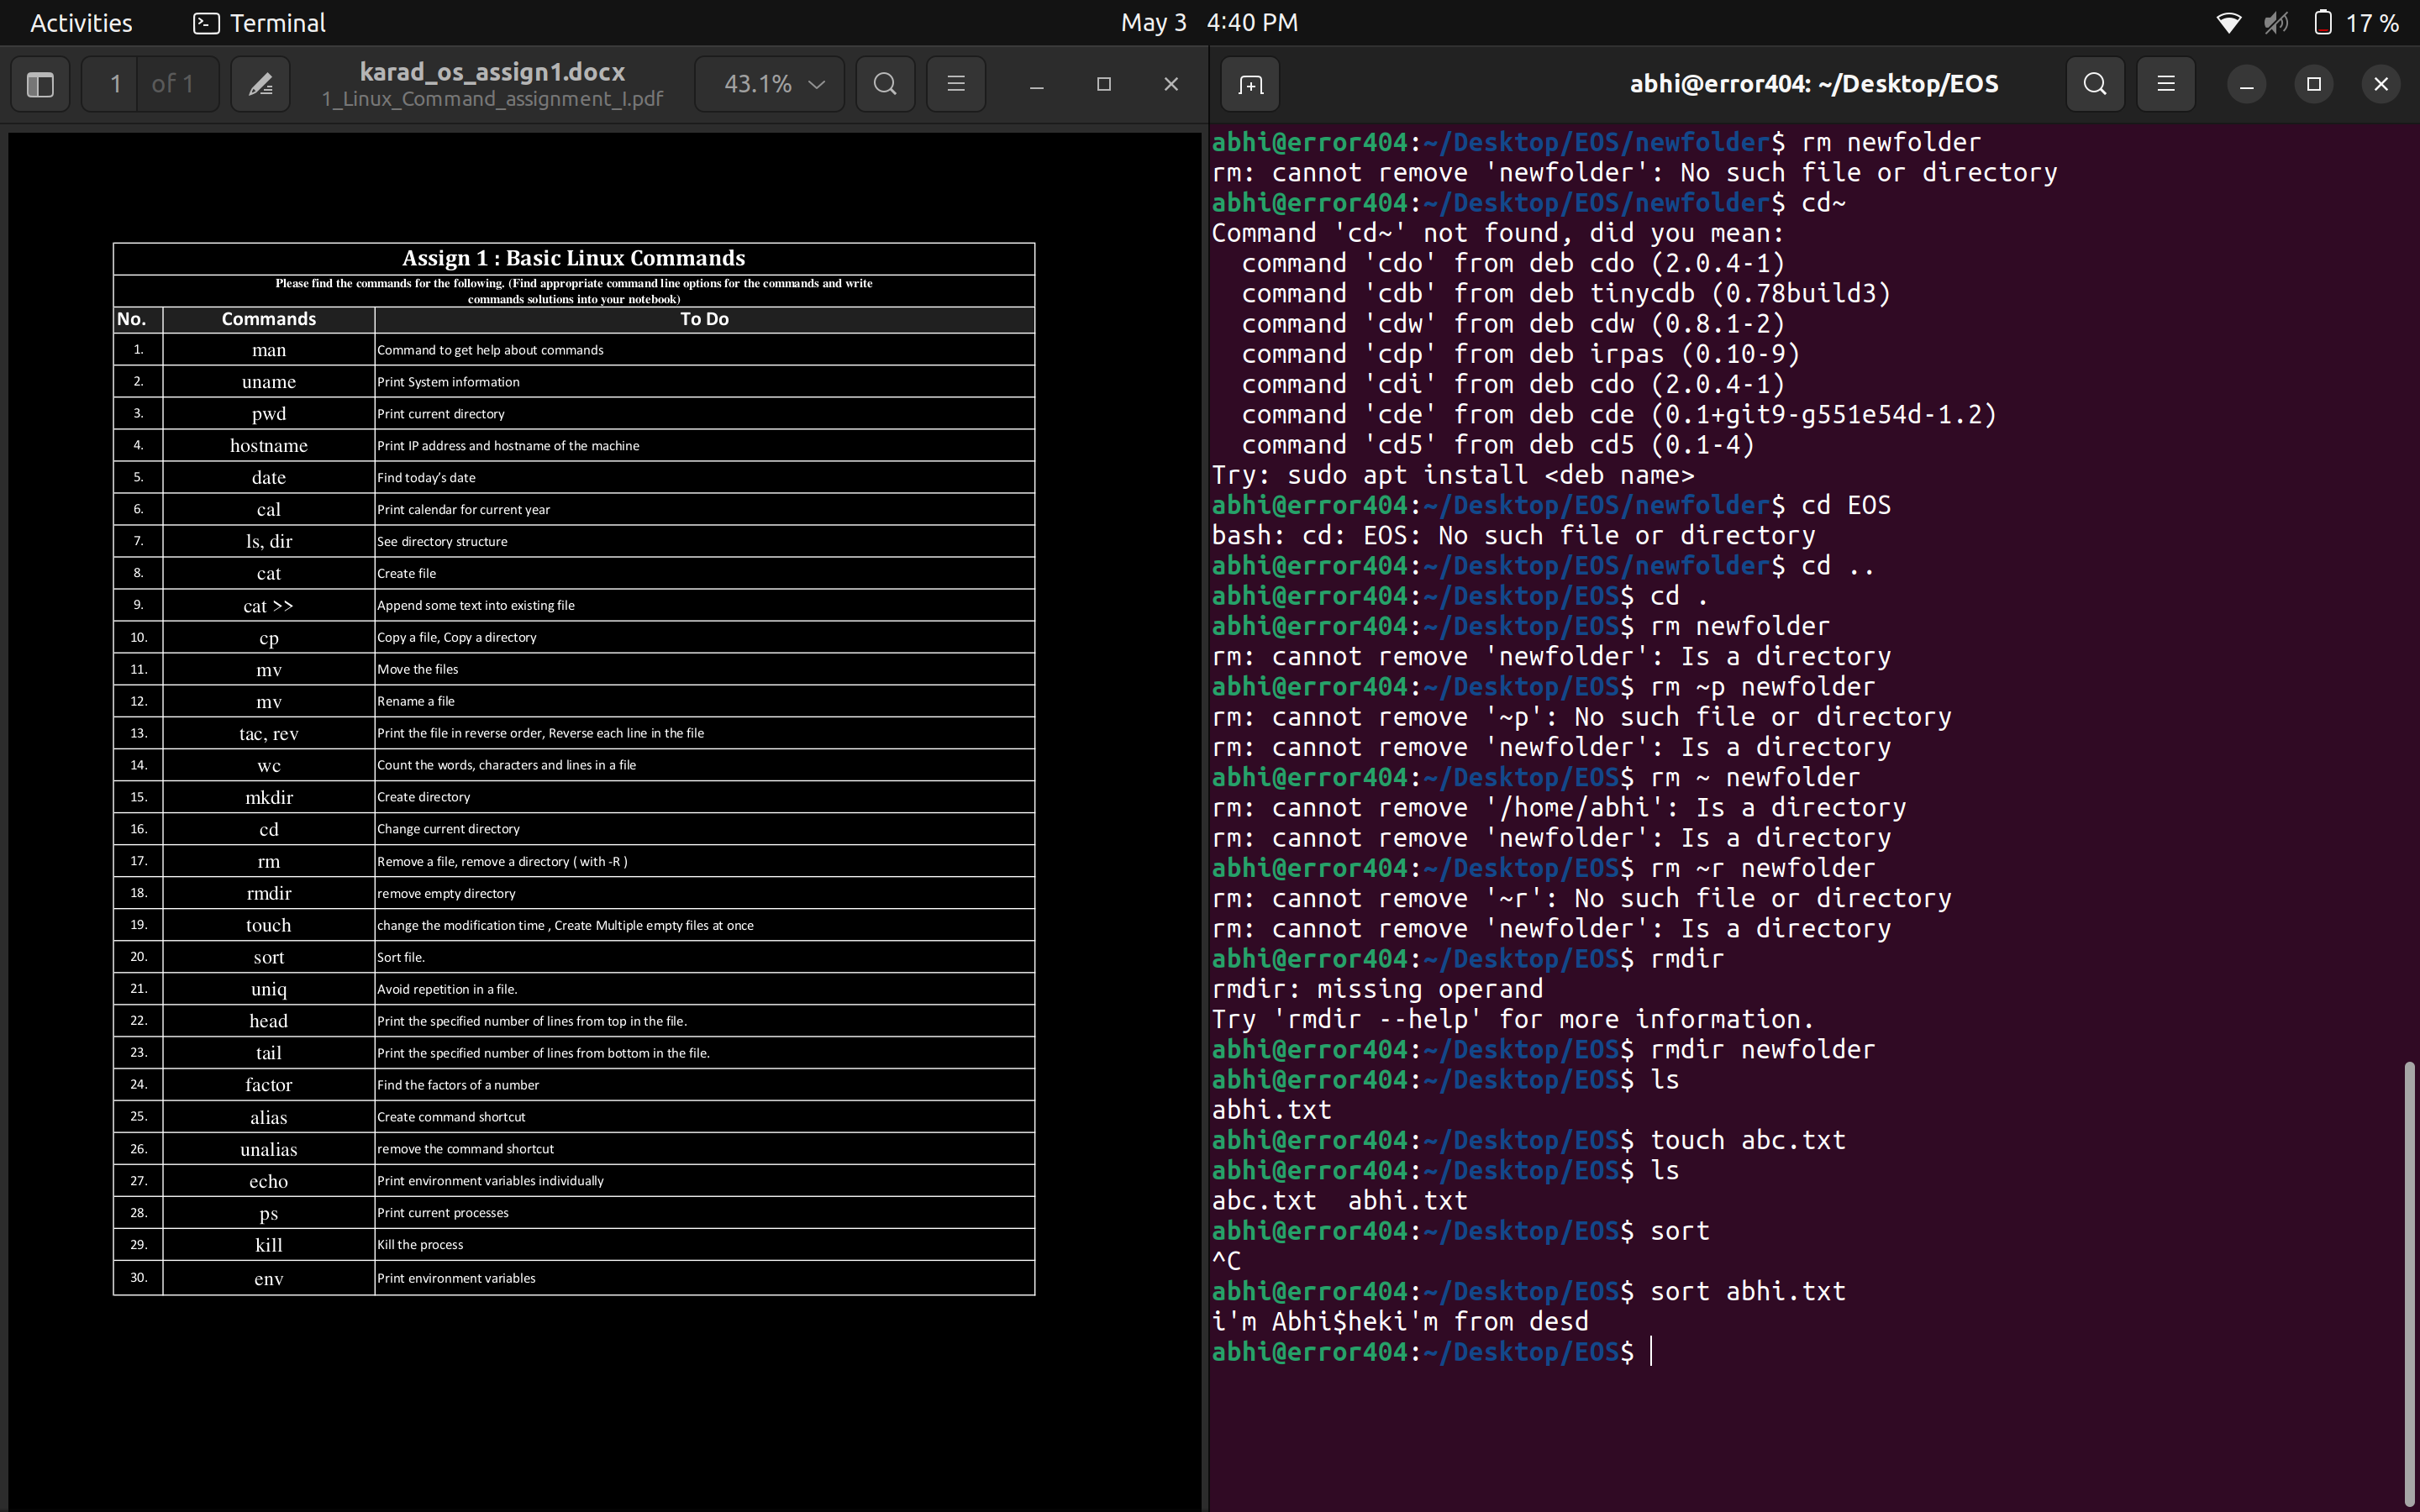 Activities Terminal May 3 4:40 PM 17 %
1 of 1 karad_os_assign1.docx 43.1%
1_Linux_Command_assignment_I.pdf
Assign 1 : Basic Linux Commands
Please find the commands for the following. (Find appropriate command line options for the commands and write
commands solutions into your notebook)
No. Commands To Do
1. man Command to get help about commands
2. uname Print System information
3. pwd Print current directory
4. hostname Print IP address and hostname of the machine
5. date Find today’s date
6. cal Print calendar for current year
7. ls, dir See directory structure
8. cat Create file
9. cat >> Append some text into existing file
10. cp Copy a file, Copy a directory
11. mv Move the files
12. mv Rename a file
13. tac, rev Print the file in reverse order, Reverse each line in the file
14. wc Count the words, characters and lines in a file
15. mkdir Create directory
16. cd Change current directory
17. rm Remove a file, remove a directory ( with -R )
18. rmdir remove empty directory
19. touch change the modification time , Create Multiple empty files at once
20. sort Sort file.
21. uniq Avoid repetition in a file.
22. head Print the specified number of lines from top in the file.
23. tail Print the specified number of lines from bottom in the file.
24. factor Find the factors of a number
25. alias Create command shortcut
26. unalias remove the command shortcut
27. echo Print environment variables individually
28. ps Print current processes
29. kill Kill the process
30. env Print environment variables
abhi@error404: ~/Desktop/EOS
abhi@error404:~/Desktop/EOS/newfolder$ rm newfolder
rm: cannot remove 'newfolder': No such file or directory
abhi@error404:~/Desktop/EOS/newfolder$ cd~
Command 'cd~' not found, did you mean:
command 'cdo' from deb cdo (2.0.4-1)
command 'cdb' from deb tinycdb (0.78build3)
command 'cdw' from deb cdw (0.8.1-2)
command 'cdp' from deb irpas (0.10-9)
command 'cdi' from deb cdo (2.0.4-1)
command 'cde' from deb cde (0.1+git9-g551e54d-1.2)
command 'cd5' from deb cd5 (0.1-4)
Try: sudo apt install <deb name>
abhi@error404:~/Desktop/EOS/newfolder$ cd EOS
bash: cd: EOS: No such file or directory
abhi@error404:~/Desktop/EOS/newfolder$ cd ..
abhi@error404:~/Desktop/EOS$ cd .
abhi@error404:~/Desktop/EOS$ rm newfolder
rm: cannot remove 'newfolder': Is a directory
abhi@error404:~/Desktop/EOS$ rm ~p newfolder
rm: cannot remove '~p': No such file or directory
rm: cannot remove 'newfolder': Is a directory
abhi@error404:~/Desktop/EOS$ rm ~ newfolder
rm: cannot remove '/home/abhi': Is a directory
rm: cannot remove 'newfolder': Is a directory
abhi@error404:~/Desktop/EOS$ rm ~r newfolder
rm: cannot remove '~r': No such file or directory
rm: cannot remove 'newfolder': Is a directory
abhi@error404:~/Desktop/EOS$ rmdir
rmdir: missing operand
Try 'rmdir --help' for more information.
abhi@error404:~/Desktop/EOS$ rmdir newfolder
abhi@error404:~/Desktop/EOS$ ls
abhi.txt
abhi@error404:~/Desktop/EOS$ touch abc.txt
abhi@error404:~/Desktop/EOS$ ls
abc.txt  abhi.txt
abhi@error404:~/Desktop/EOS$ sort
^C
abhi@error404:~/Desktop/EOS$ sort abhi.txt
i'm Abhi$heki'm from desd
abhi@error404:~/Desktop/EOS$